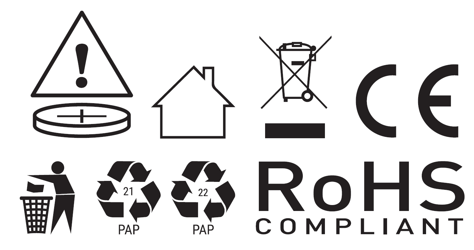 !
+
CE
21
PAP
22
PAP
RoHS
COMPLIANT